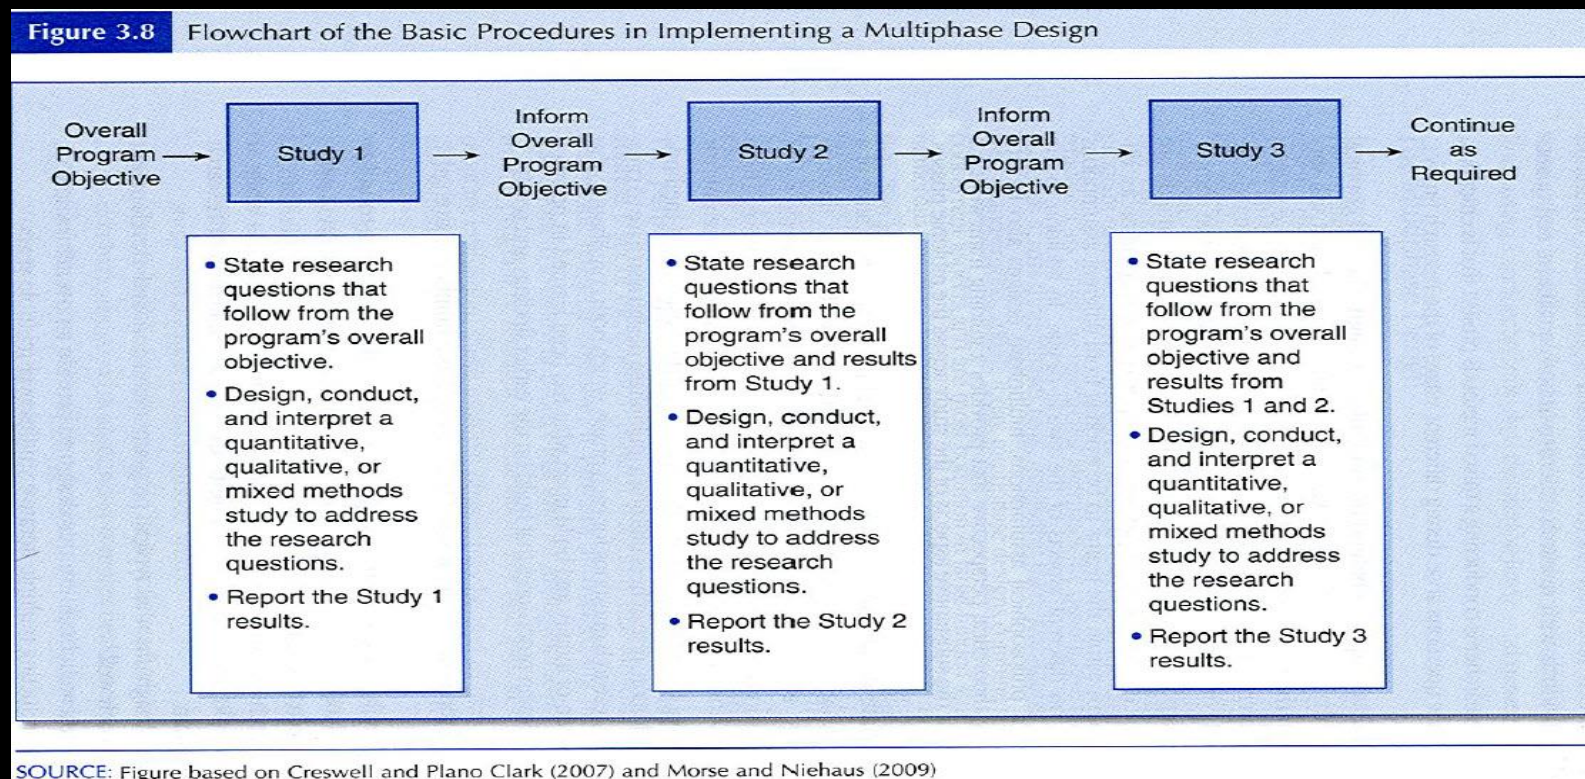 Figure 3.8 Flowchart of the Basic Procedures in Implementing a Multiphase Design
Overall
Program
Objective
Study 1
Inform
Overall
Program
Objective
Study 2
Inform
Overall
Program
Objective
Study 3
Continue
as
Required
• State research
questions that
follow from the
program's overall
objective.
• Design, conduct,
and interpret a
quantitative,
qualitative, or
mixed methods
study to address
the research
questions.
• Report the Study 1
results.
• State research
questions that
follow from the
program's overall
objective and results
from Study 1.
• Design, conduct,
and interpret a
quantitative,
qualitative, or
mixed methods
study to address
the research
questions.
• Report the Study 2
results.
• State research
questions that
follow from the
program's overall
objective and
results from
Studies 1 and 2.
• Design, conduct,
and interpret a
quantitative,
qualitative, or
mixed methods
study to address
the research
questions.
• Report the Study 3
results.
SOURCE: Figure based on Creswell and Plano Clark (2007) and Morse and Niehaus (2009)